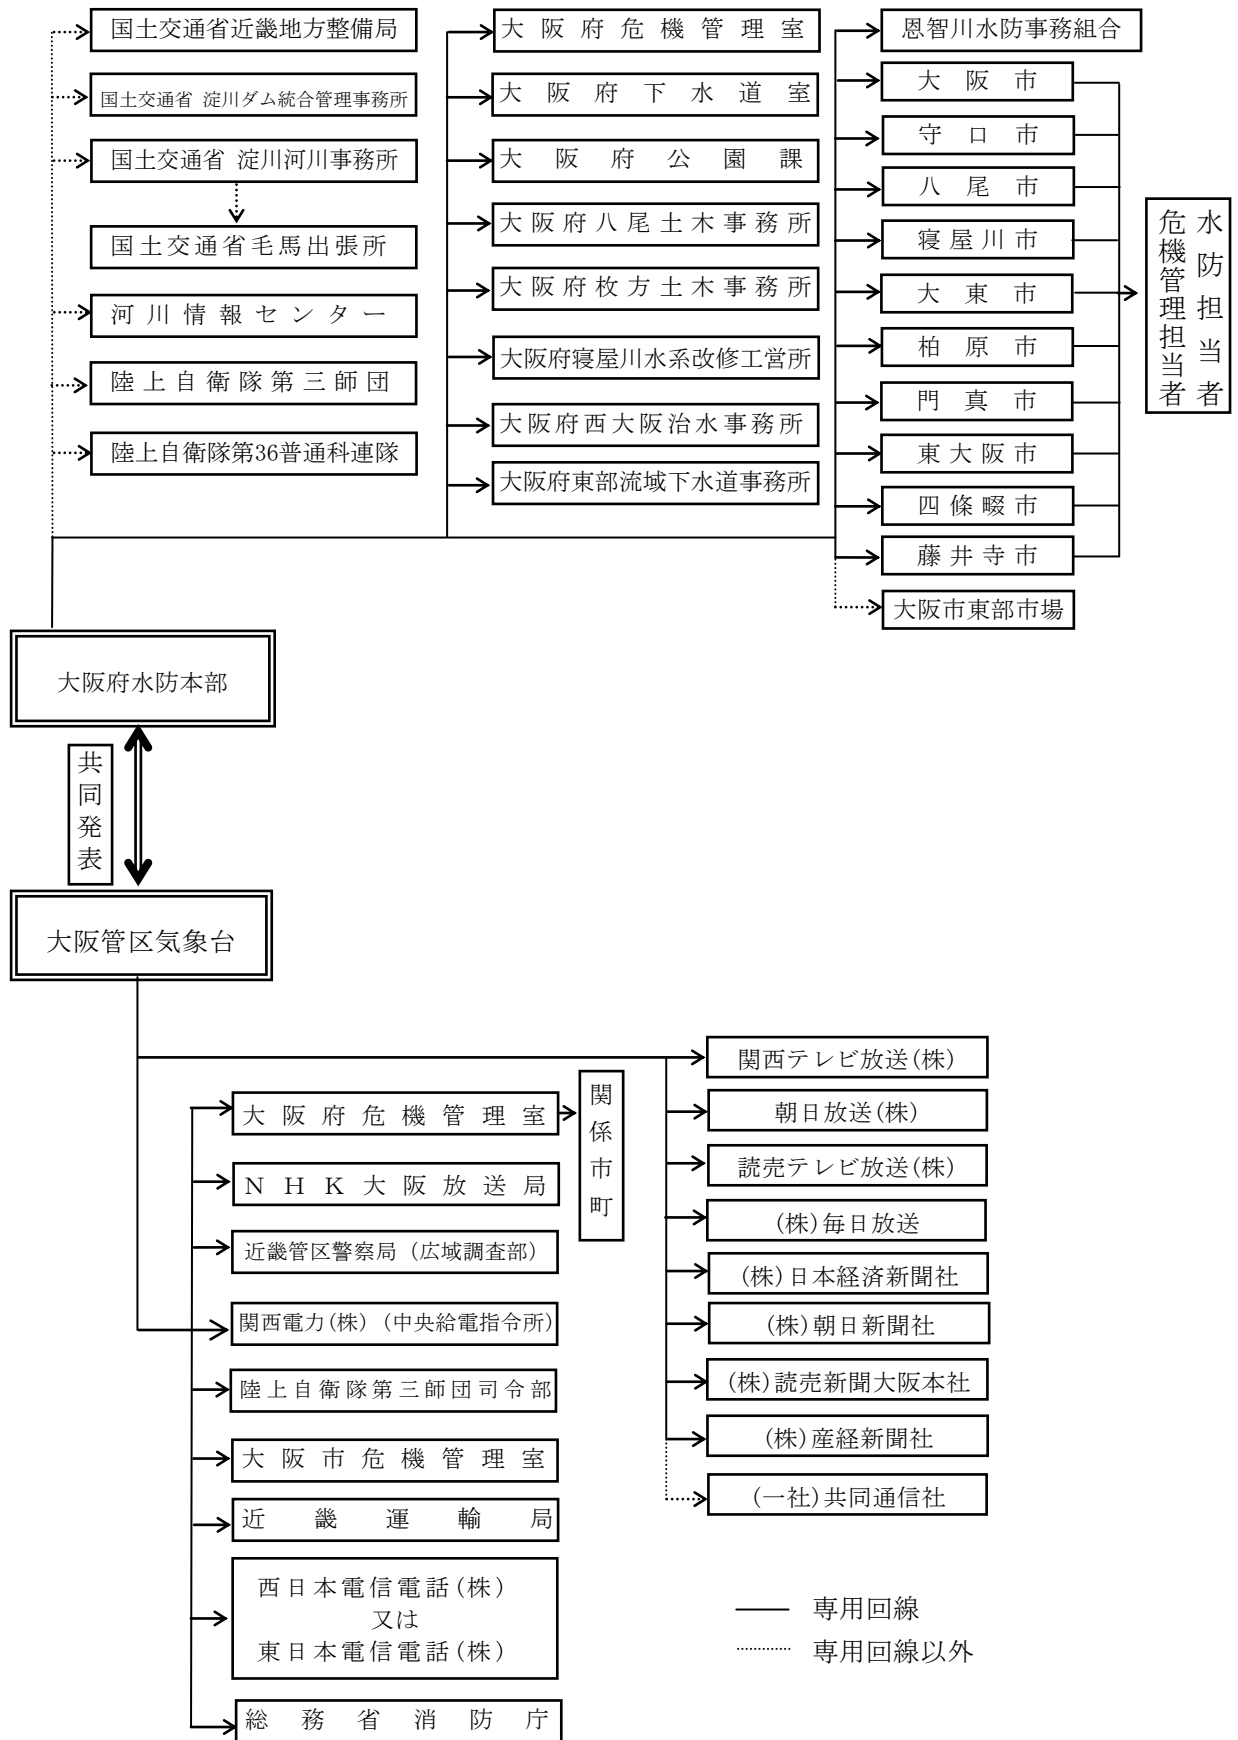 国土交通省近畿地方整備局
国土交通省 淀川ダム統合管理事務所
国土交通省 淀川河川事務所
国土交通省毛馬出張所
河川情報センター
陸上自衛隊第三師団
陸上自衛隊第36普通科連隊
大阪府危機管理室
大阪府下水道室
大阪府公園課
大阪府八尾土木事務所
大阪府枚方土木事務所
大阪府寝屋川水系改修工営所
大阪府西大阪治水事務所
大阪府東部流域下水道事務所
恩智川水防事務組合
大阪市
守口市
八尾市
寝屋川市
大東市
柏原市
門真市
東大阪市
四條畷市
藤井寺市
大阪市東部市場
水防担当者
危機管理担当者
大阪府水防本部
共同発表
大阪管区気象台
大阪府危機管理室
関係市町
NHK大阪放送局
近畿管区警察局（広域調査部）
関西電力(株)（中央給電指令所）
陸上自衛隊第三師団司令部
大阪市危機管理室
近畿運輸局
西日本電信電話(株)
又は
東日本電信電話(株)
総務省消防庁
関西テレビ放送(株)
朝日放送(株)
読売テレビ放送(株)
(株)毎日放送
(株)日本経済新聞社
(株)朝日新聞社
(株)読売新聞大阪本社
(株)産経新聞社
(一社)共同通信社
専用回線
専用回線以外